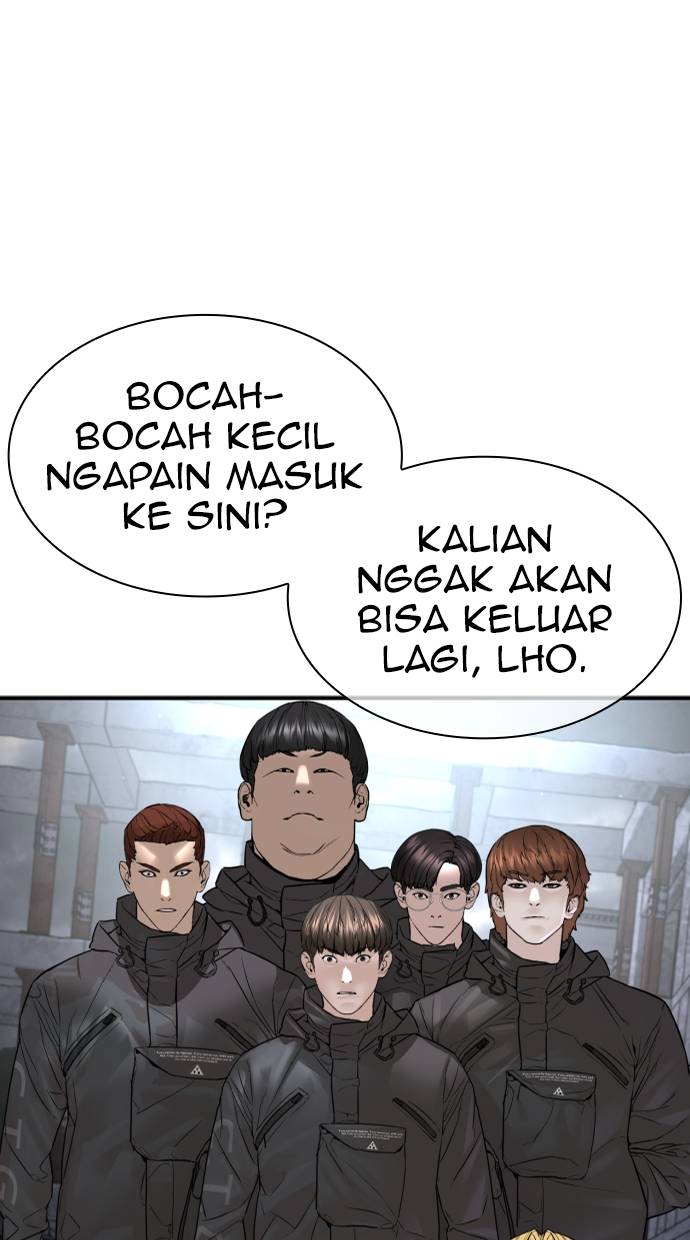 BOCAH-
BOCAH KECIL
NGAPAIN MASUK
KE SINI?
KALIAN
NGGAK AKAN
BISA KELUAR
LAGI, LHO.